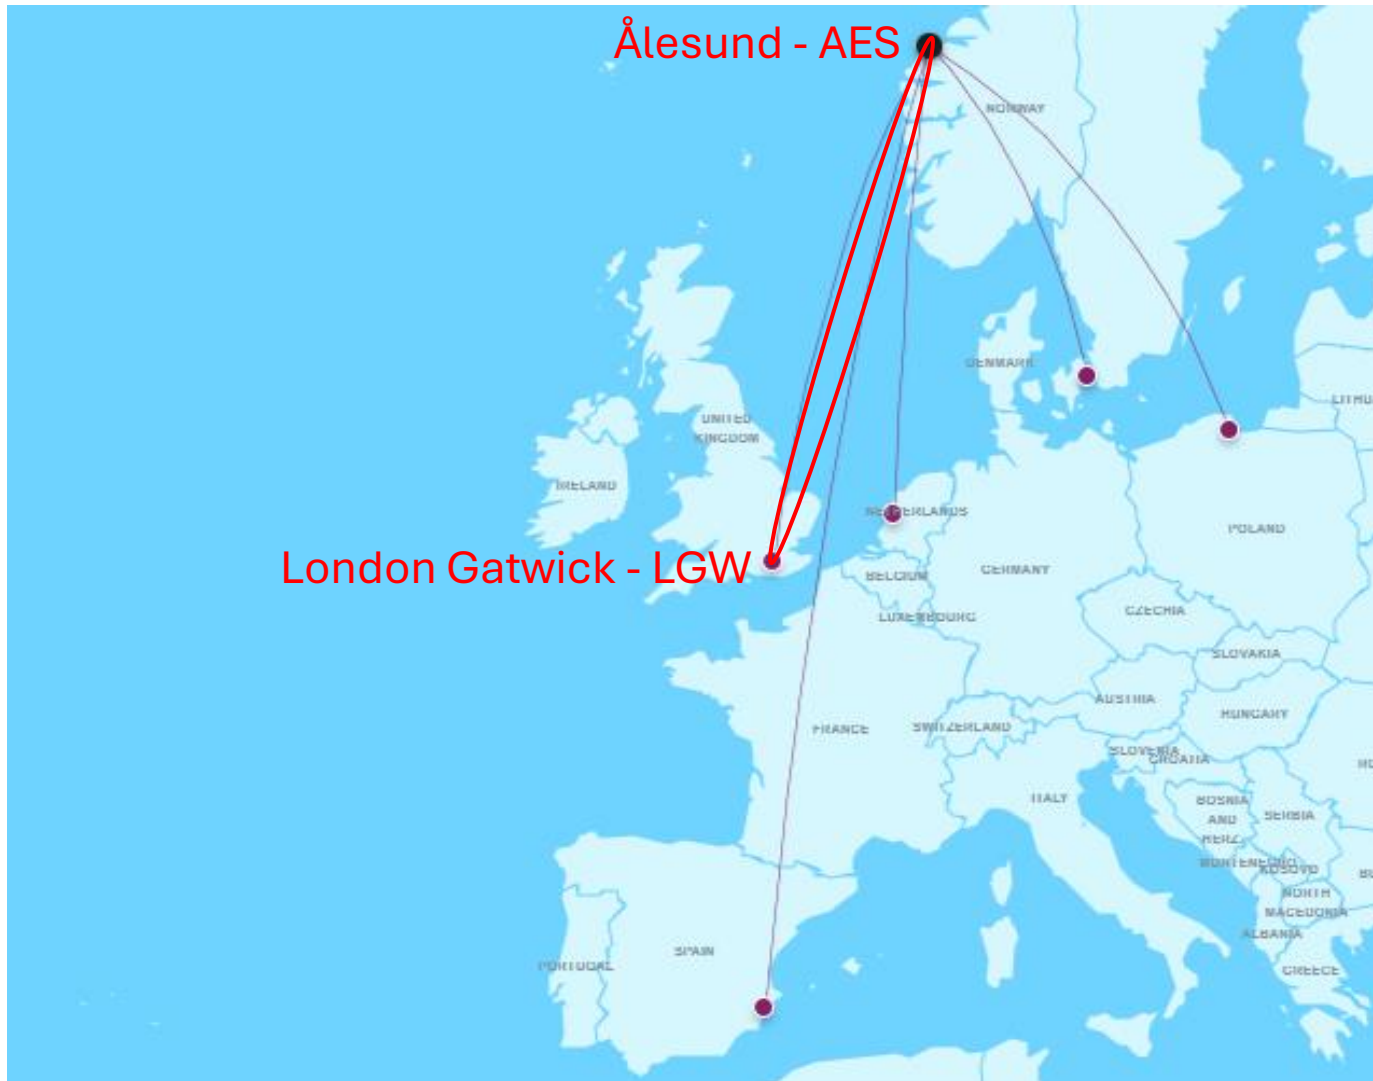 Ålesund - AES
NORWAY
DENMARK
LITHU
UNITED
KINGDOM
IRELAND
NETHERLANDS
POLAND
London Gatwick - LGW
BELGIUM
GERMANY
CZECHIA
LUXEMBOURG
SLOVAKIA
AUSTRIA
HUNGARY
FRANCE
SWITZERLAND
SLOVENIA
CROATIA
ITALY
BOSNIA
AND
HERZ.
SERBIA
MONTENEGRO
KOSOVO
NORTH
MACEDONIA
ALBANIA
SPAIN
PORTUGAL
GREECE